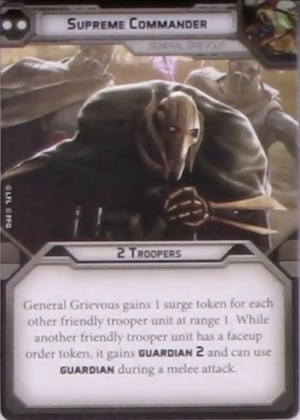 Supreme Commander
General Grievous
© LFL © FFG
2 Troopers
General Grievous gains 1 surge token for each
other friendly trooper unit at range 1. While
another friendly trooper unit has a faceup
order token, it gains GUARDIAN 2 and can use
GUARDIAN during a melee attack.